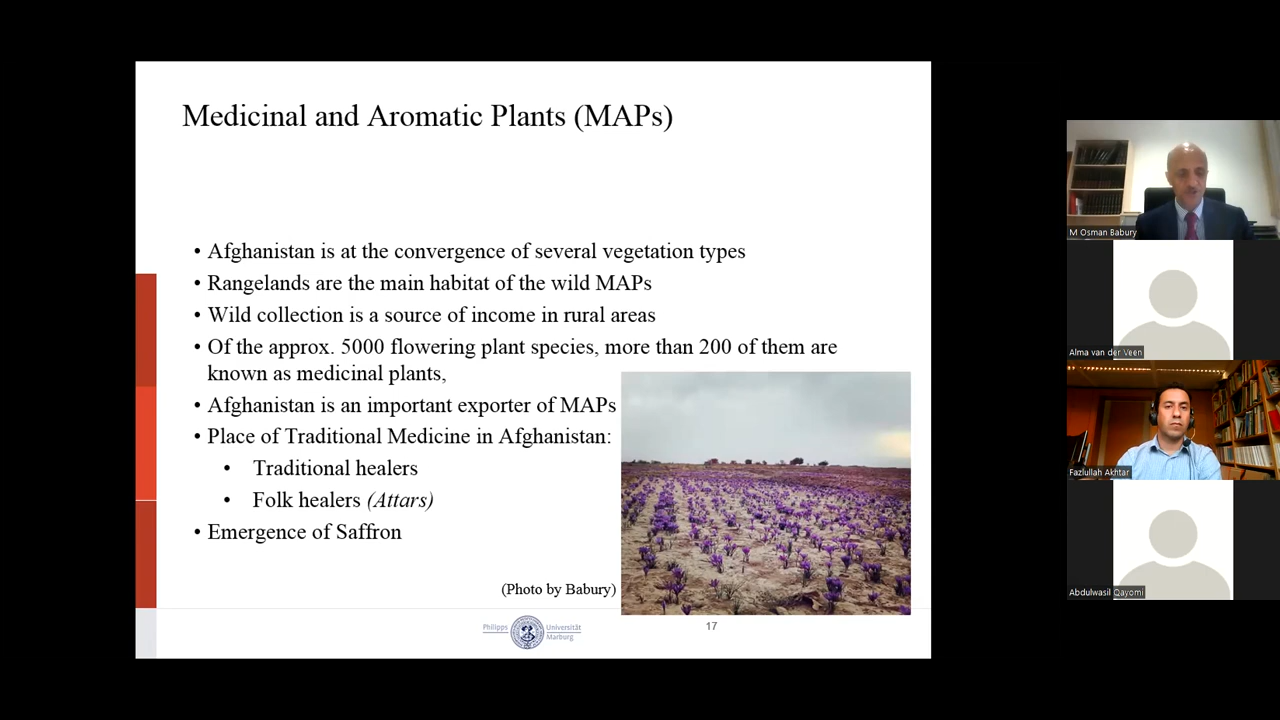 Medicinal and Aromatic Plants (MAPs)
• Afghanistan is at the convergence of several vegetation types
• Rangelands are the main habitat of the wild MAPs
• Wild collection is a source of income in rural areas
• Of the approx. 5000 flowering plant species, more than 200 of them are
known as medicinal plants,
• Afghanistan is an important exporter of MAPs
• Place of Traditional Medicine in Afghanistan:
• Traditional healers
• Folk healers (Attars)
• Emergence of Saffron
(Photo by Babury)
Philipps Universität
Marburg
17
M Osman Babury
Alma van der Veen
Fazlullah Akhtar
Abdulwasil Qayomi